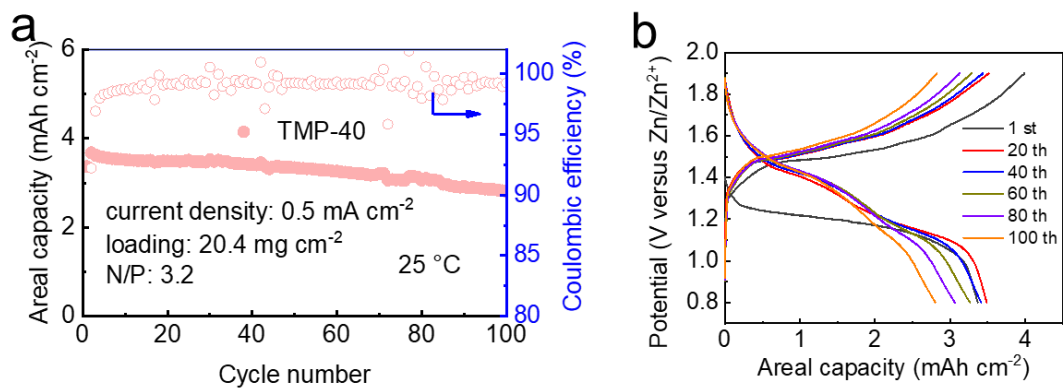 a
Areal capacity (mAh cm⁻²)
6
4
2
0
TMP-40
current density: 0.5 mA cm⁻²
loading: 20.4 mg cm⁻²
N/P: 3.2
25 °C
0 20 40 60 80 100
Cycle number
100
95
90
85
80
Coulombic efficiency (%)
b
Potential (V versus Zn/Zn²⁺)
2.0
1.8
1.6
1.4
1.2
1.0
0.8
1 st
20 th
40 th
60 th
80 th
100 th
0 1 2 3 4
Areal capacity (mAh cm⁻²)